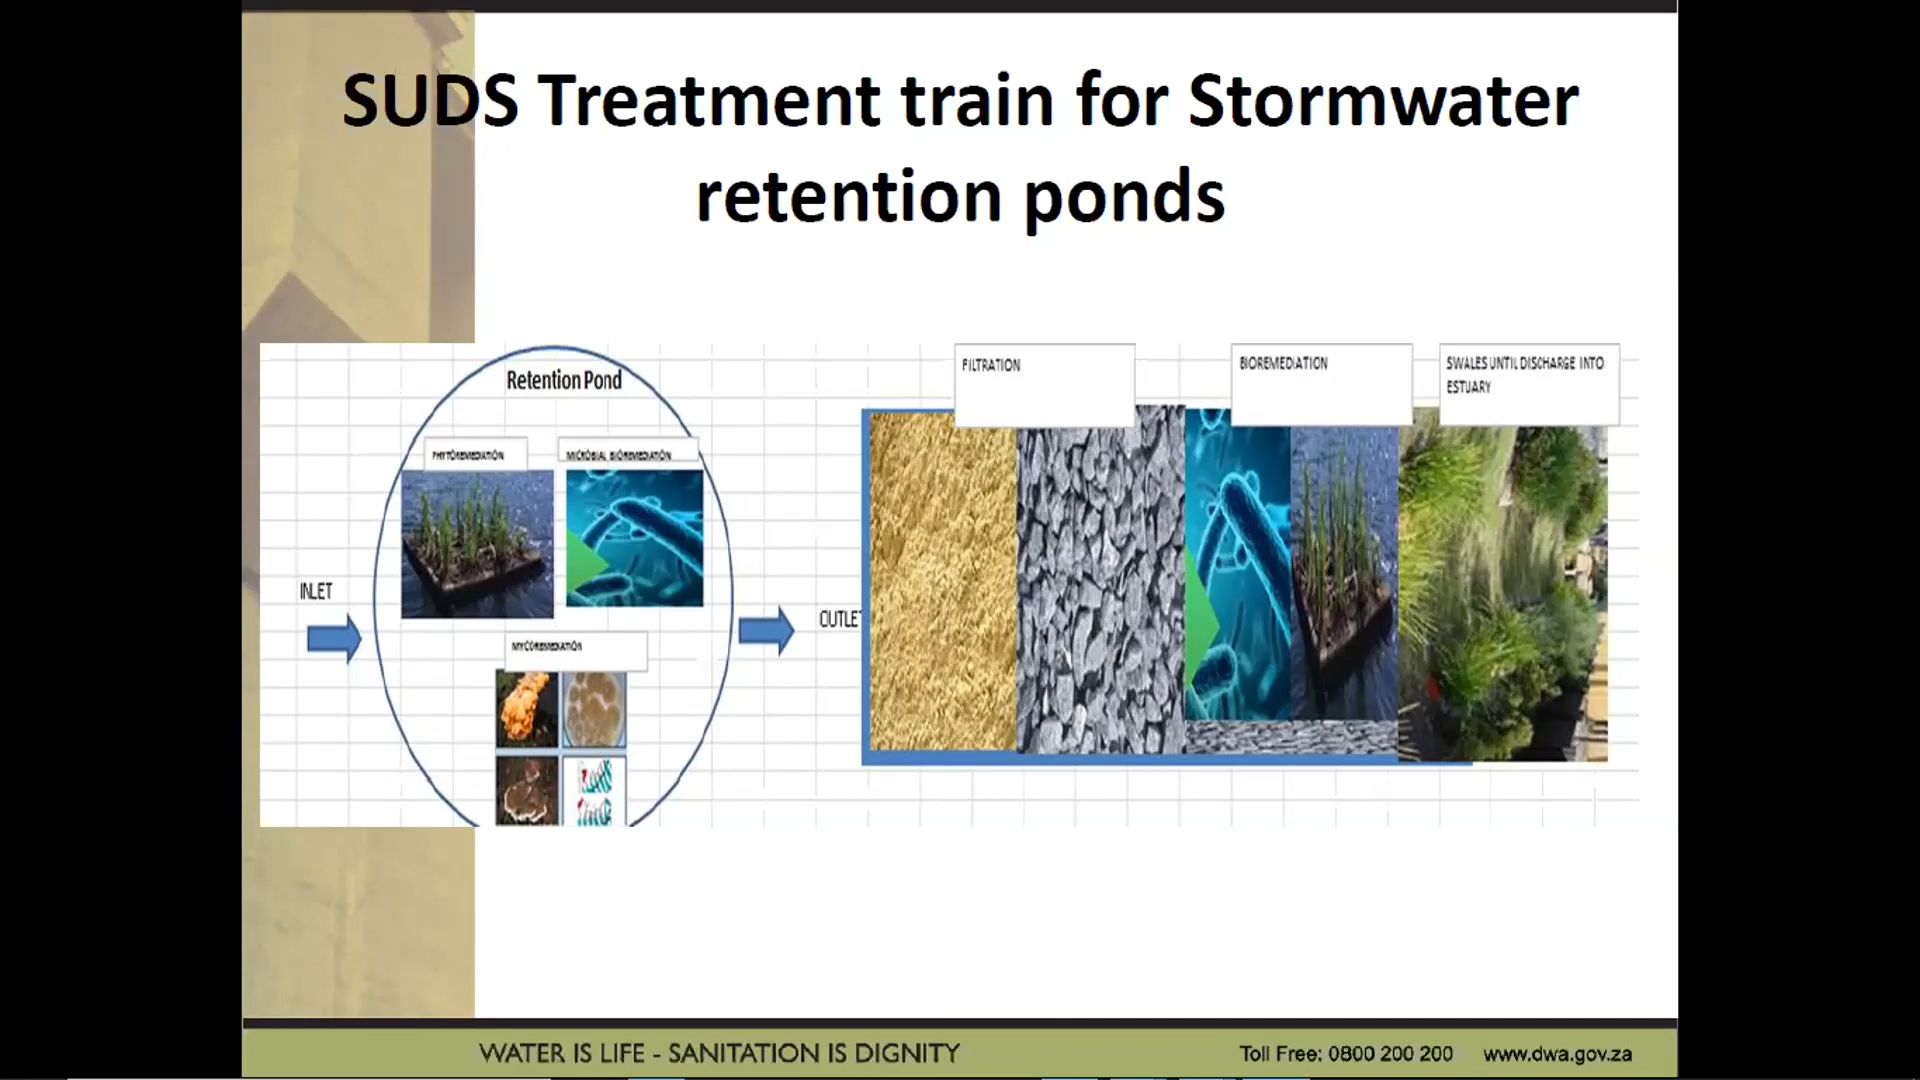 SUDS Treatment train for Stormwater
retention ponds
Retention Pond
PHYTOREMEDIATION
MICROBIAL BIOREMEDIATION
MYCOREMEDIATION
INLET
OUTLE
FILTRATION
BIOREMEDIATION
SWALES UNTIL DISCHARGE INTO
ESTUARY
WATER IS LIFE - SANITATION IS DIGNITY
Toll Free: 0800 200 200
www.dwa.gov.za